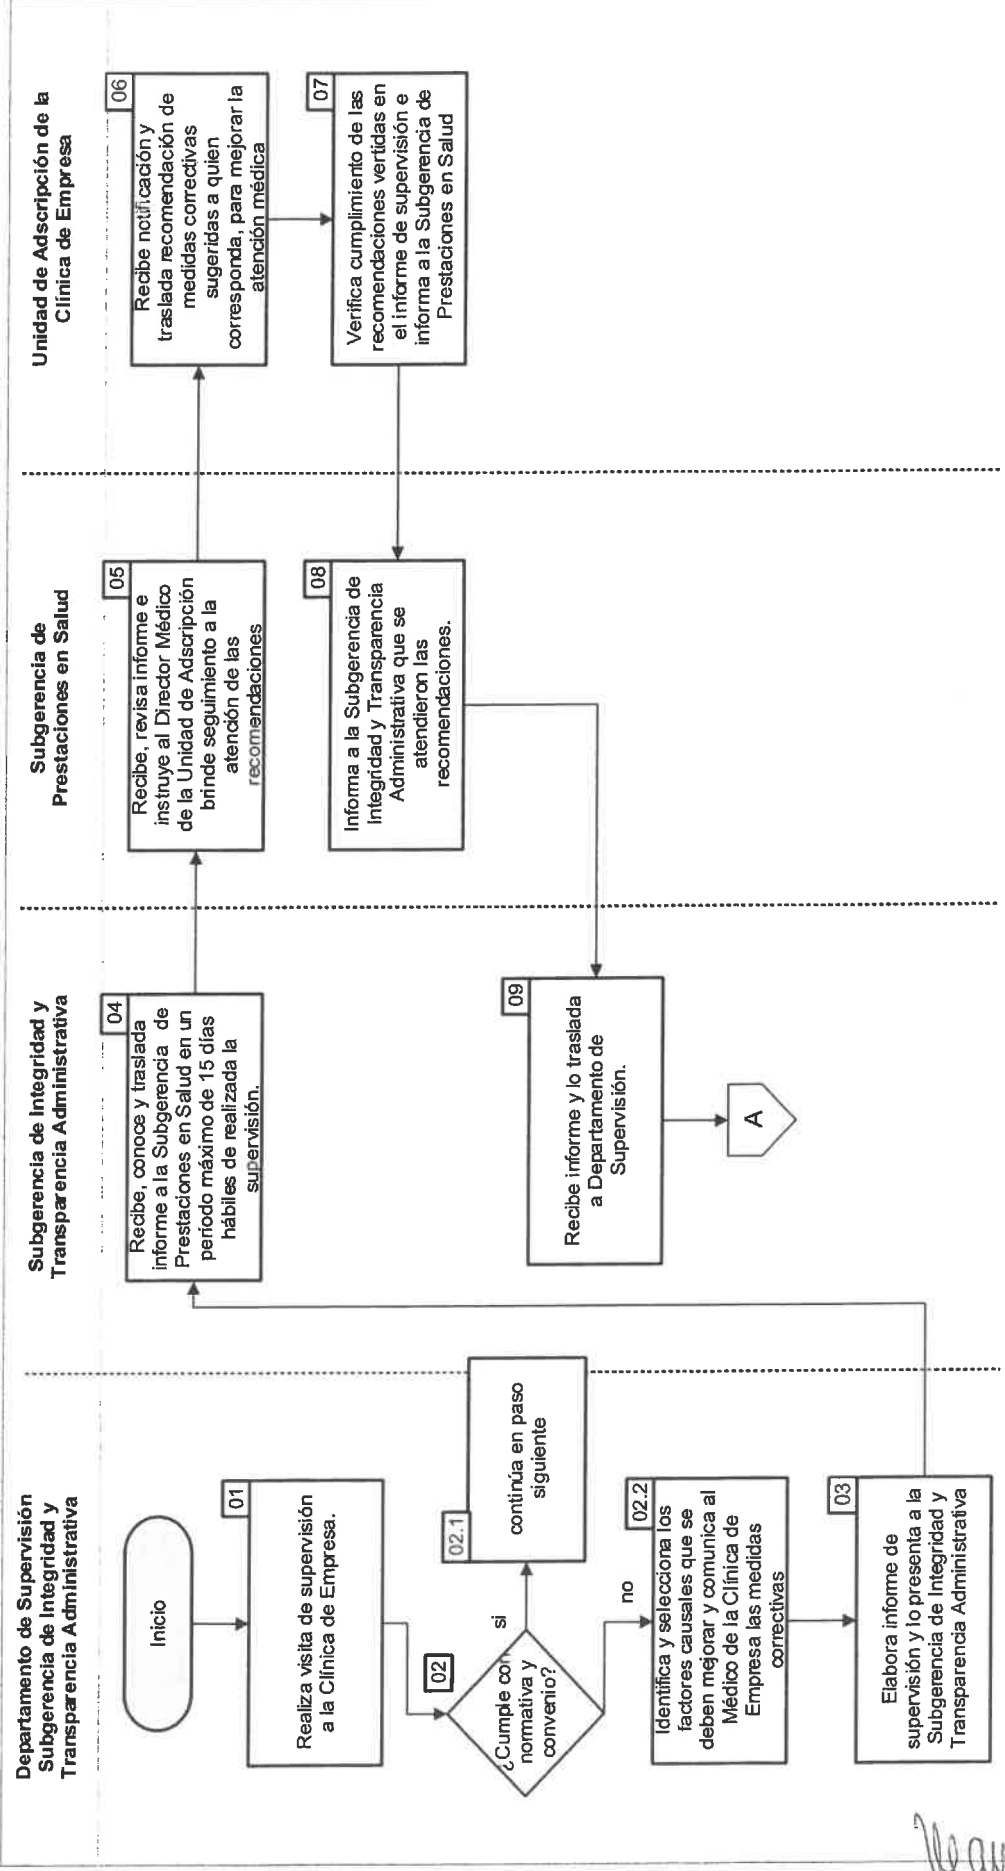 Departamento de Supervisión
Subgerencia de Integridad y
Transparencia Administrativa
Inicio
01
Realiza visita de supervisión
a la Clínica de Empresa.
02
¿Cumple con
normativa y
convenio?
si
02.1
continúa en paso
siguiente
no
02.2
Identifica y selecciona los
factores causales que se
deben mejorar y comunica al
Médico de la Clínica de
Empresa las medidas
correctivas
03
Elabora informe de
supervisión y lo presenta a la
Subgerencia de Integridad y
Transparencia Administrativa
Subgerencia de Integridad y
Transparencia Administrativa
04
Recibe, conoce y traslada
informe a la Subgerencia de
Prestaciones en Salud en un
período máximo de 15 días
hábiles de realizada la
supervisión.
09
Recibe informe y lo traslada
a Departamento de
Supervisión.
A
Subgerencia de
Prestaciones en Salud
05
Recibe, revisa informe e
instruye al Director Médico
de la Unidad de Adscripción
brinde seguimiento a la
atención de las
recomendaciones
08
Informa a la Subgerencia de
Integridad y Transparencia
Administrativa que se
atendieron las
recomendaciones.
Unidad de Adscripción de la
Clínica de Empresa
06
Recibe notificación y
traslada recomendación de
medidas correctivas
sugeridas a quien
corresponda, para mejorar la
atención médica
07
Verifica cumplimiento de las
recomendaciones vertidas en
el informe de supervisión e
informa a la Subgerencia de
Prestaciones en Salud